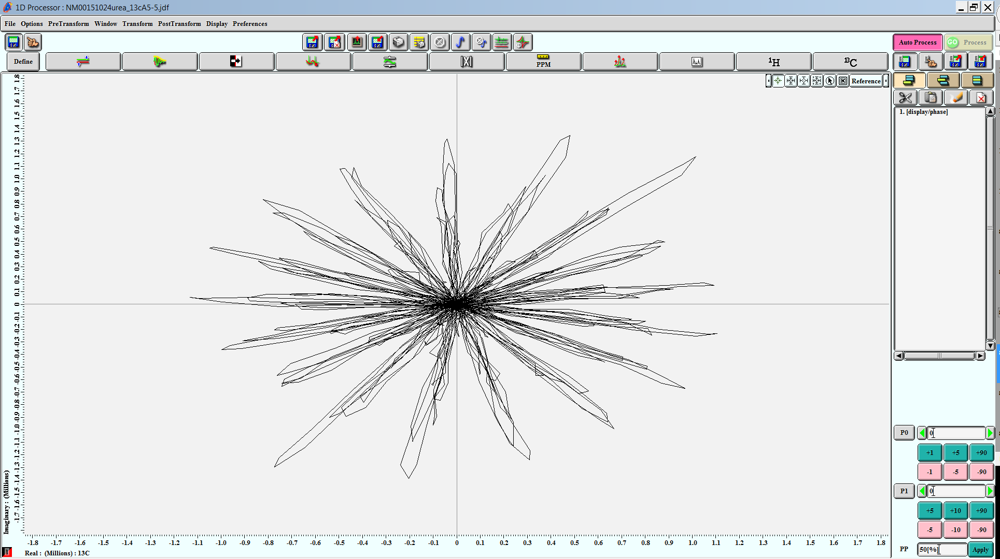 1D Processor : NM00151024urea_13cA5-5.jdf
File Options PreTransform Window Transform PostTransform Display Preferences
Auto Process
GO Process
Define
PPM
1H
13C
Reference
1. [display/phase]
1.8
1.7
1.6
1.5
1.4
1.3
1.2
1.1
1.0
0.9
0.8
0.7
0.6
0.5
0.4
0.3
0.2
0.1
0
-0.1
-0.2
-0.3
-0.4
-0.5
-0.6
-0.7
-0.8
-0.9
-1.0
-1.1
-1.2
-1.3
-1.4
-1.5
-1.6
-1.7
Imaginary : (Millions)
-1.8 -1.7 -1.6 -1.5 -1.4 -1.3 -1.2 -1.1 -1.0 -0.9 -0.8 -0.7 -0.6 -0.5 -0.4 -0.3 -0.2 -0.1 0 0.1 0.2 0.3 0.4 0.5 0.6 0.7 0.8 0.9 1.0 1.1 1.2 1.3 1.4 1.5 1.6 1.7 1.8
Real : (Millions) : 13C
P0 0
+1 +5 +90
-1 -5 -90
P1 0
+5 +10 +90
-5 -10 -90
PP 50[%] Apply